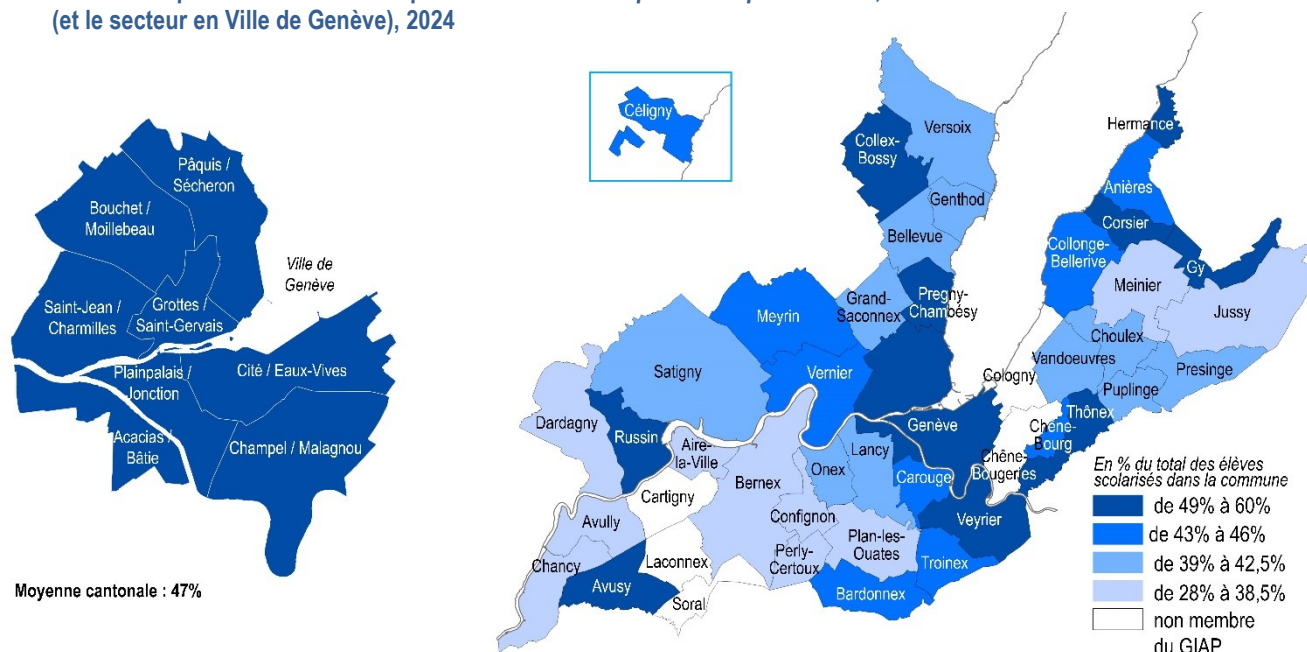 (et le secteur en Ville de Genève), 2024
Céligny
Hermance
Versoix
Collex-
Bossy
Pâquis /
Sécheron
Anières
Genthod
Bouchet /
Moillebeau
Corsier
Bellevue
Collonge-
Bellerive
Ville de
Genève
Gy
Meinier
Saint-Jean /
Charmilles
Grottes /
Saint-Gervais
Grand-
Saconnex
Pregny-
Chambésy
Meyrin
Jussy
Choulex
Vandoeuvres
Plainpalais /
Jonction
Cité / Eaux-Vives
Satigny
Vernier
Cologny
Presinge
Puplinge
Thônex
Dardagny
Russin
Genève
Chêne-
Bourg
Acacias /
Bâtie
Champel / Malagnou
Aire-
la-Ville
Lancy
Chêne-
Bougeries
Onex
Carouge
Bernex
Cartigny
Veyrier
Confignon
Avully
Plan-les-
Ouates
Perly-
Certoux
Laconnex
Chancy
Troinex
Avusy
Bardonnex
Soral
Moyenne cantonale : 47%
En % du total des élèves
scolarisés dans la commune
de 49% à 60%
de 43% à 46%
de 39% à 42,5%
de 28% à 38,5%
non membre
du GIAP